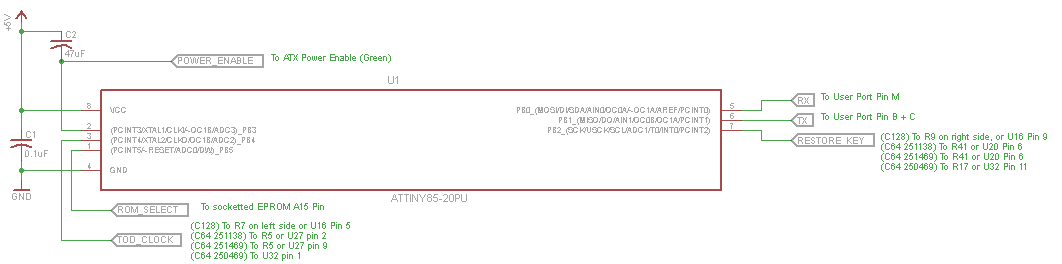 +5V
C2
47uF
POWER_ENABLE To ATX Power Enable (Green)
U1
8 VCC
2 (PCINT3/XTAL1/CLKI/-OC1B/ADC3)_PB3
3 (PCINT4/XTAL2/CLKO/OC1B/ADC2)_PB4
1 (PCINT5/-RESET/ADC0/DW)_PB5
4 GND
PB0_(MOSI/DI/SDA/AIN0/OC0A/-OC1A/AREF/PCINT0) 5
PB1_(MISO/DO/AIN1/OC0B/OC1A/PCINT1) 6
PB2_(SCK/USCK/SCL/ADC1/T0/INT0/PCINT2) 7
RX To User Port Pin M
TX To User Port Pin B + C
RESTORE_KEY
(C128) To R9 on right side, or U16 Pin 9
(C64 251138) To R41 or U20 Pin 6
(C64 251469) To R41 or U20 Pin 6
(C64 250469) To R17 or U32 Pin 11
C1
0.1uF
GND
ATTINY85-20PU
ROM_SELECT To socketted EPROM A15 Pin
TOD_CLOCK
(C128) To R7 on left side or U16 Pin 5
(C64 251138) To R5 or U27 pin 2
(C64 251469) To R5 or U27 pin 9
(C64 250469) To U32 pin 1